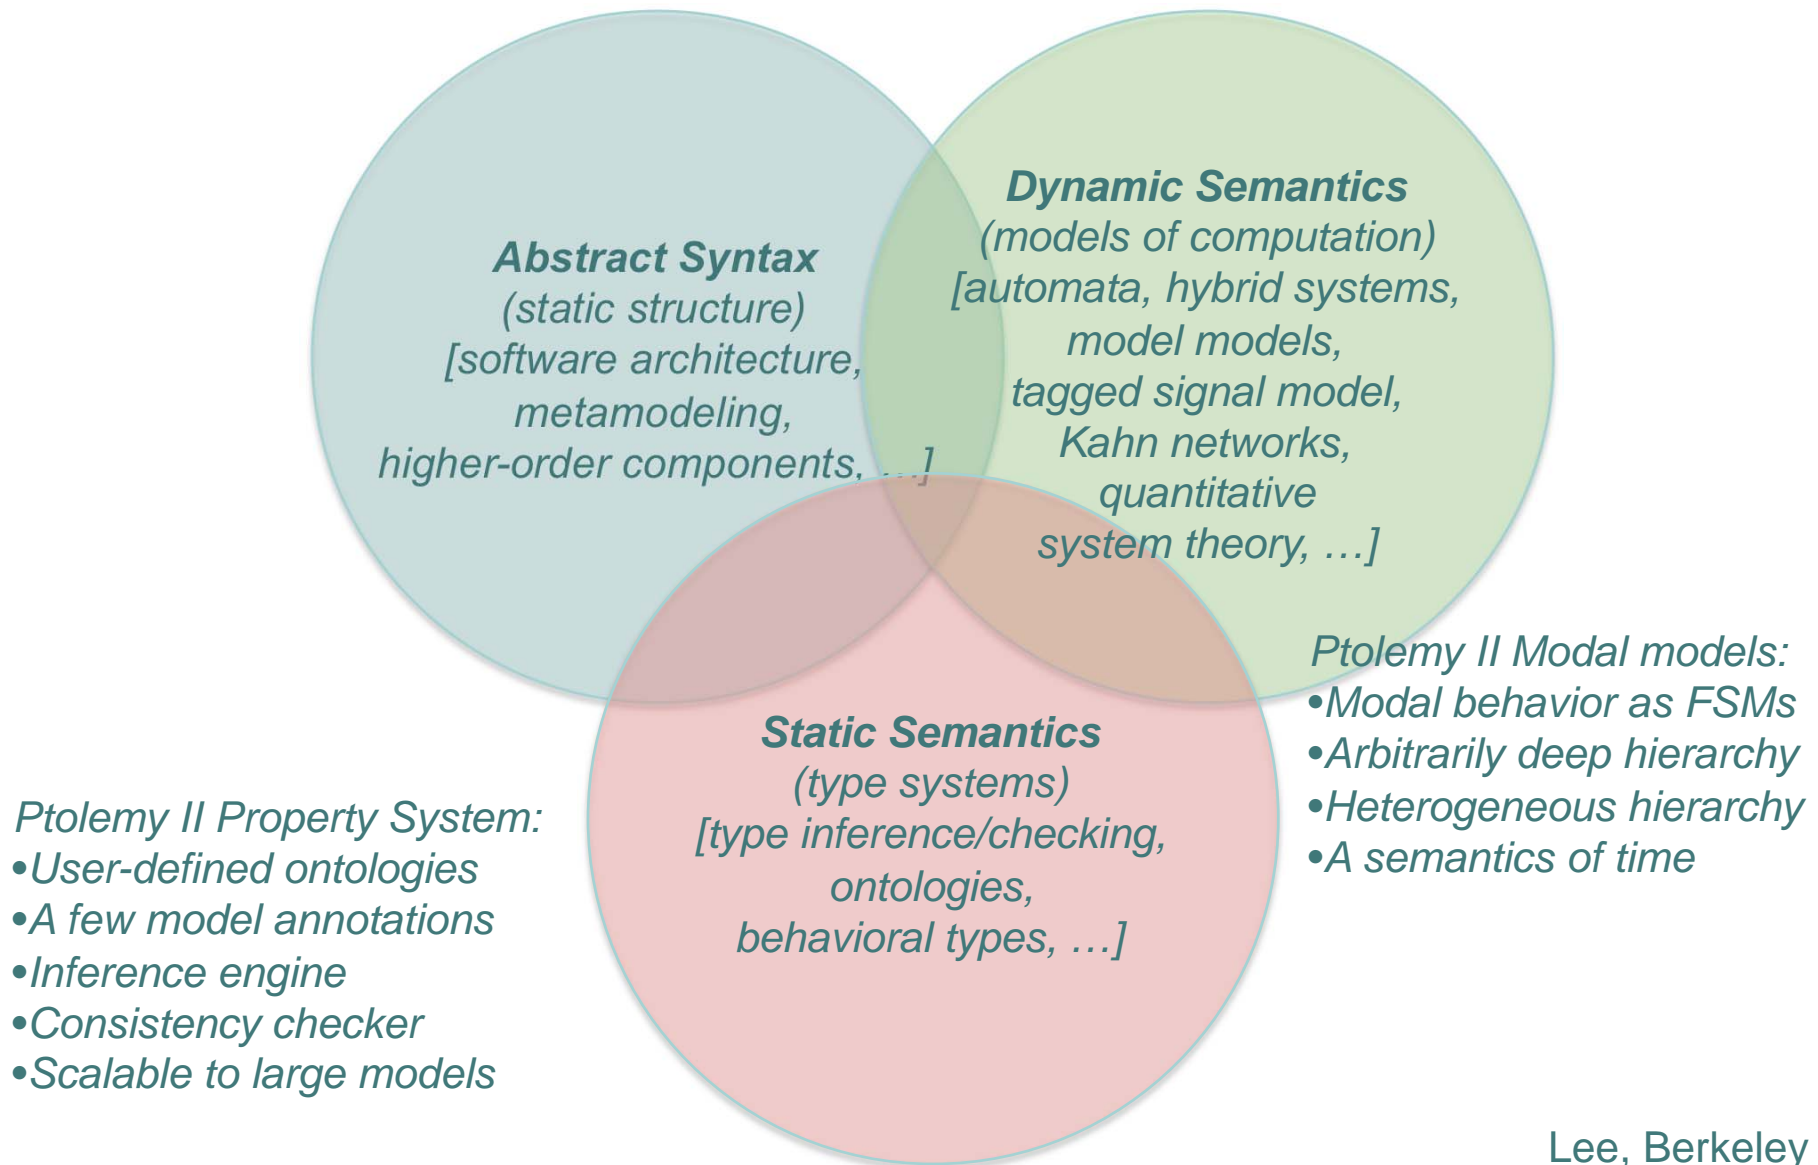 Abstract Syntax
(static structure)
[software architecture,
metamodeling,
higher-order components, …]
Dynamic Semantics
(models of computation)
[automata, hybrid systems,
model models,
tagged signal model,
Kahn networks,
quantitative
system theory, …]
Static Semantics
(type systems)
[type inference/checking,
ontologies,
behavioral types, …]
Ptolemy II Modal models:
•Modal behavior as FSMs
•Arbitrarily deep hierarchy
•Heterogeneous hierarchy
•A semantics of time
Ptolemy II Property System:
•User-defined ontologies
•A few model annotations
•Inference engine
•Consistency checker
•Scalable to large models
Lee, Berkeley